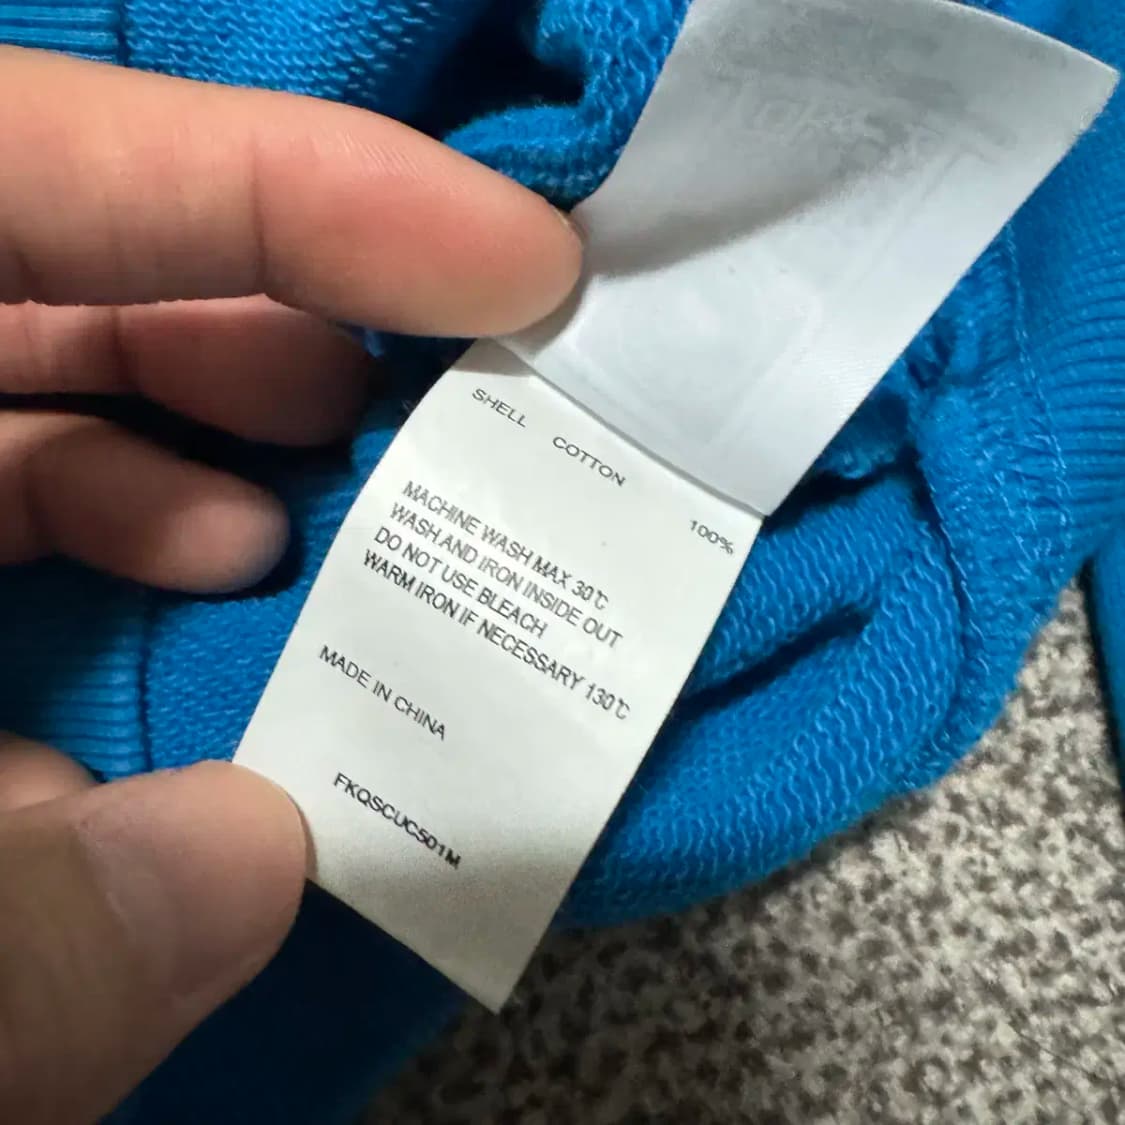 SHELL COTTON 100%
MACHINE WASH MAX 30℃
WASH AND IRON INSIDE OUT
DO NOT USE BLEACH
WARM IRON IF NECESSARY 130℃
MADE IN CHINA
FKQSCUC501M